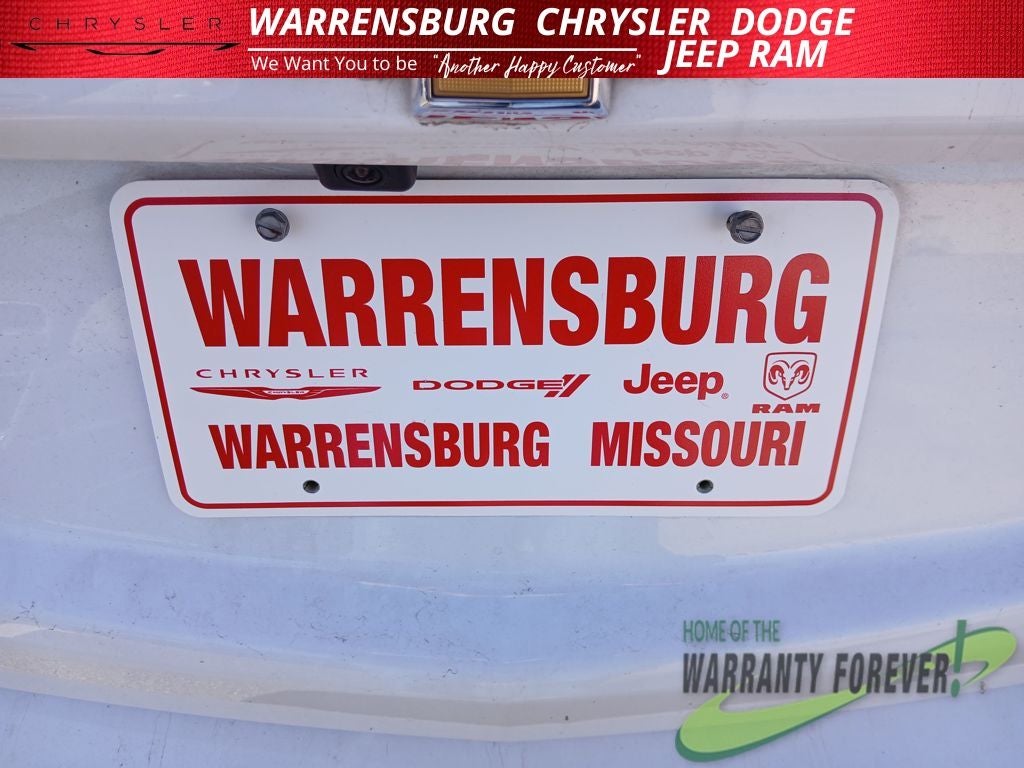 CHRYSLER
WARRENSBURG CHRYSLER DODGE
JEEP RAM
We Want You to be "Another Happy Customer"
WARRENSBURG
CHRYSLER DODGE Jeep RAM
CHRYSLER
WARRENSBURG MISSOURI
HOME OF THE
WARRANTY FOREVER!